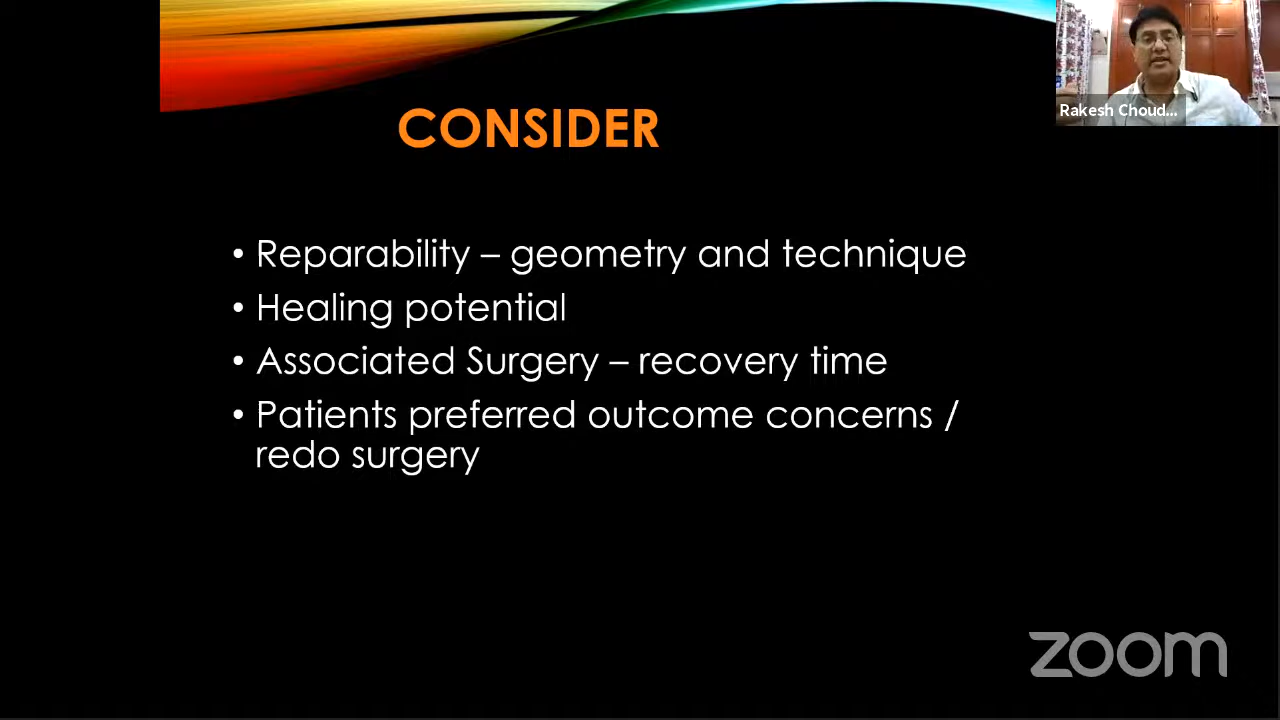 Rakesh Choud...
CONSIDER
• Reparability – geometry and technique
• Healing potential
• Associated Surgery – recovery time
• Patients preferred outcome concerns /
redo surgery
zoom